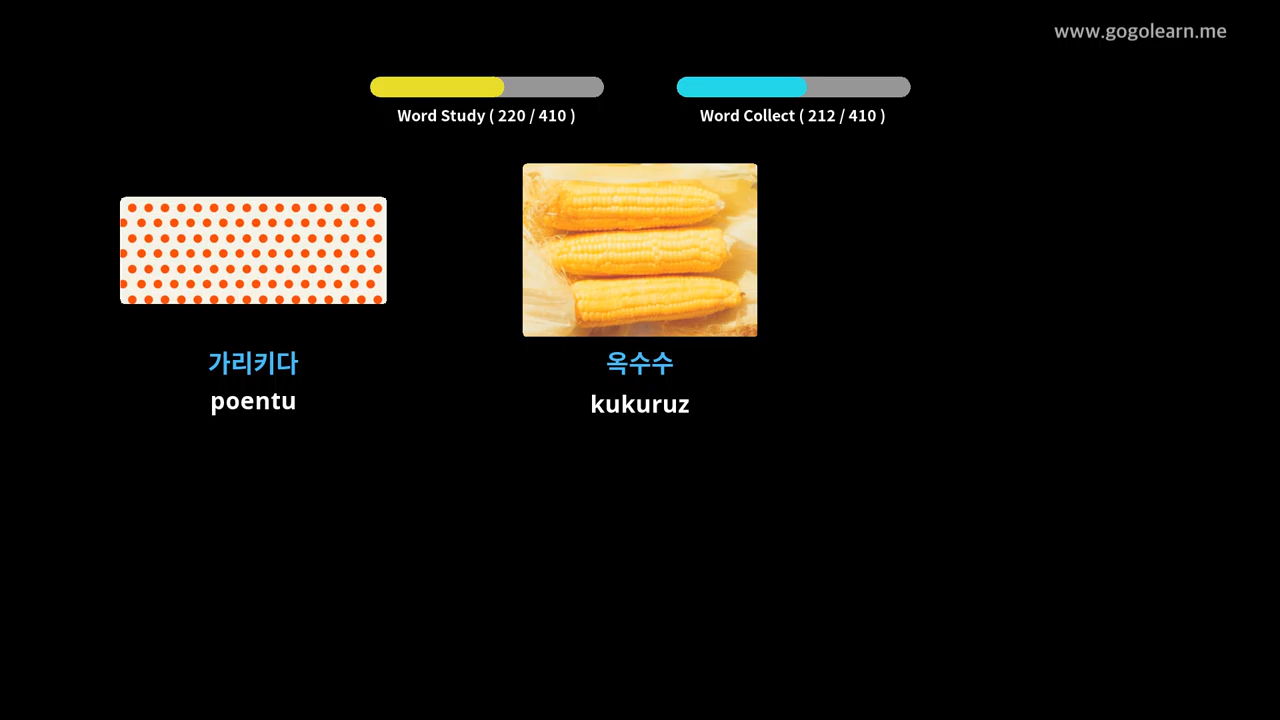 www.gogolearn.me
Word Study ( 220 / 410 )
Word Collect ( 212 / 410 )
가리키다
poentu
옥수수
kukuruz